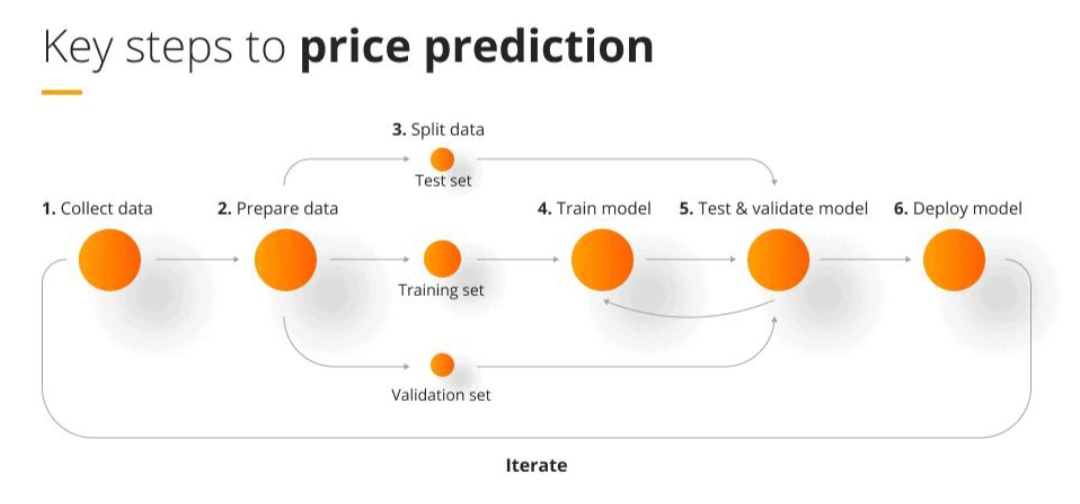 Key steps to price prediction
3. Split data
Test set
1. Collect data
2. Prepare data
4. Train model
5. Test & validate model
6. Deploy model
Training set
Validation set
Iterate